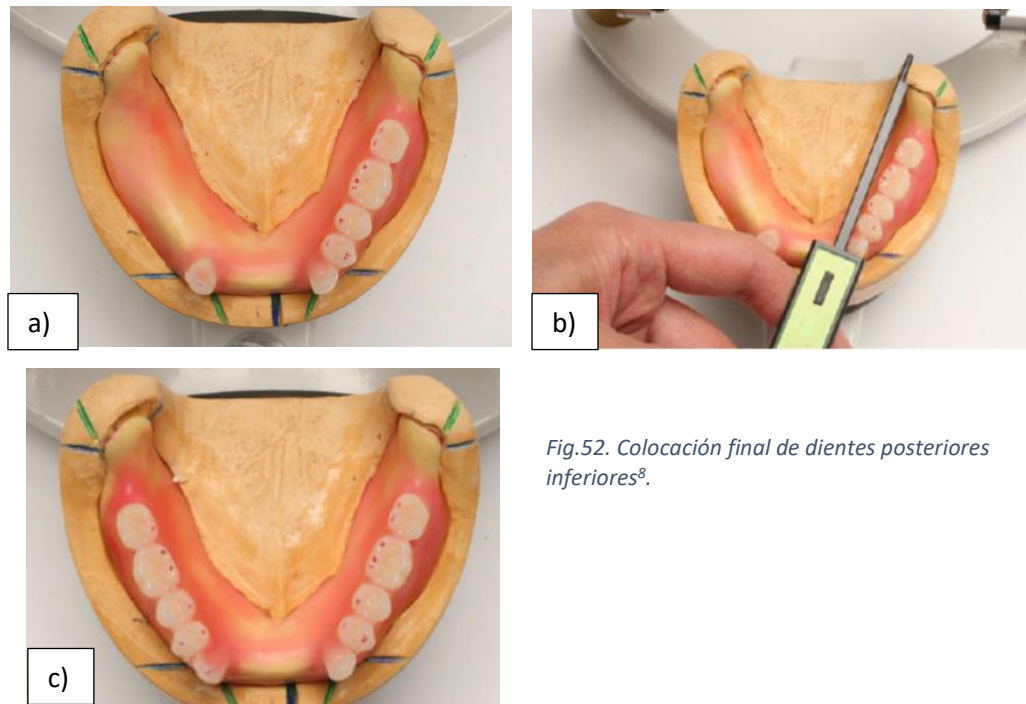 a)
b)
c)
Fig.52. Colocación final de dientes posteriores
inferiores⁸.